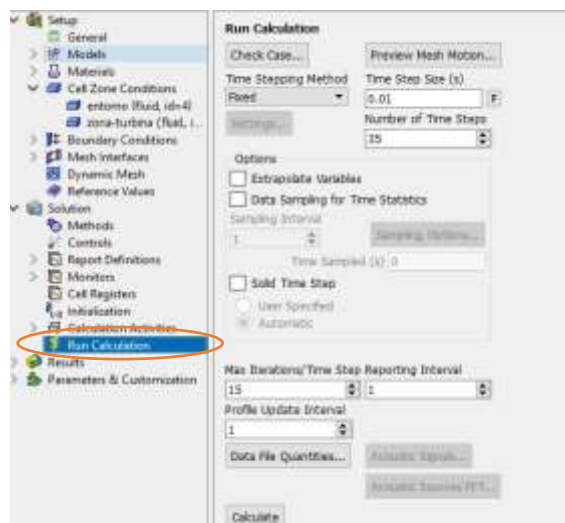 Setup
General
Models
Materials
Cell Zone Conditions
entorno (fluid, id=4)
zona-turbina (fluid, i...
Boundary Conditions
Mesh Interfaces
Dynamic Mesh
Reference Values
Solution
Methods
Controls
Report Definitions
Monitors
Cell Registers
Initialization
Calculation Activities
Run Calculation
Results
Parameters & Customization
Run Calculation
Check Case... Preview Mesh Motion...
Time Stepping Method Time Step Size (s)
Fixed 0.01
Settings... Number of Time Steps
35
Options
Extrapolate Variables
Data Sampling for Time Statistics
Sampling Interval
1 Sampling Options...
Time Sampled (s) 0
Solid Time Step
User Specified
Automatic
Max Iterations/Time Step Reporting Interval
15 1
Profile Update Interval
1
Data File Quantities... Acoustic Signals...
Acoustic Sources FFT...
Calculate